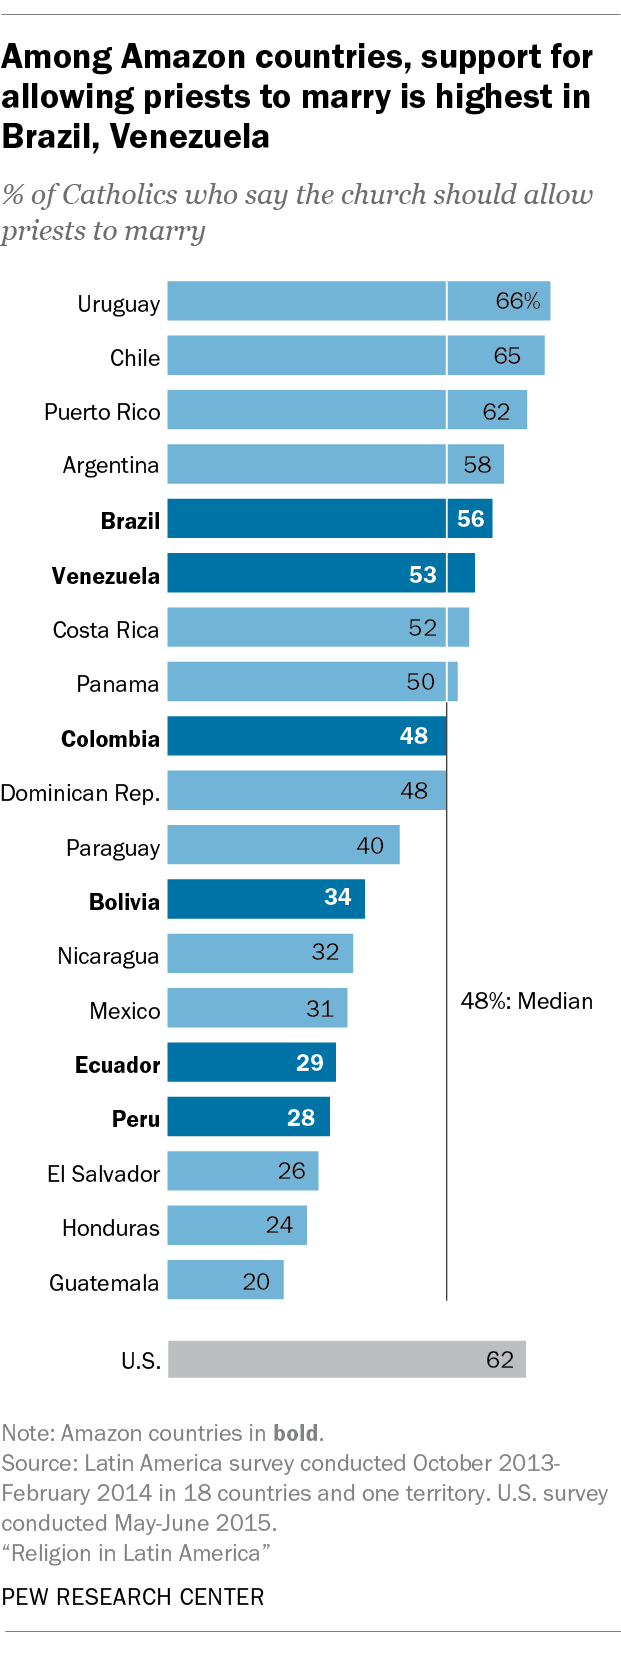 Among Amazon countries, support for
allowing priests to marry is highest in
Brazil, Venezuela
% of Catholics who say the church should allow
priests to marry
Uruguay 66%
Chile 65
Puerto Rico 62
Argentina 58
Brazil 56
Venezuela 53
Costa Rica 52
Panama 50
Colombia 48
Dominican Rep. 48
Paraguay 40
Bolivia 34
Nicaragua 32
Mexico 31
48%: Median
Ecuador 29
Peru 28
El Salvador 26
Honduras 24
Guatemala 20
U.S. 62
Note: Amazon countries in bold.
Source: Latin America survey conducted October 2013-
February 2014 in 18 countries and one territory. U.S. survey
conducted May-June 2015.
“Religion in Latin America”
PEW RESEARCH CENTER